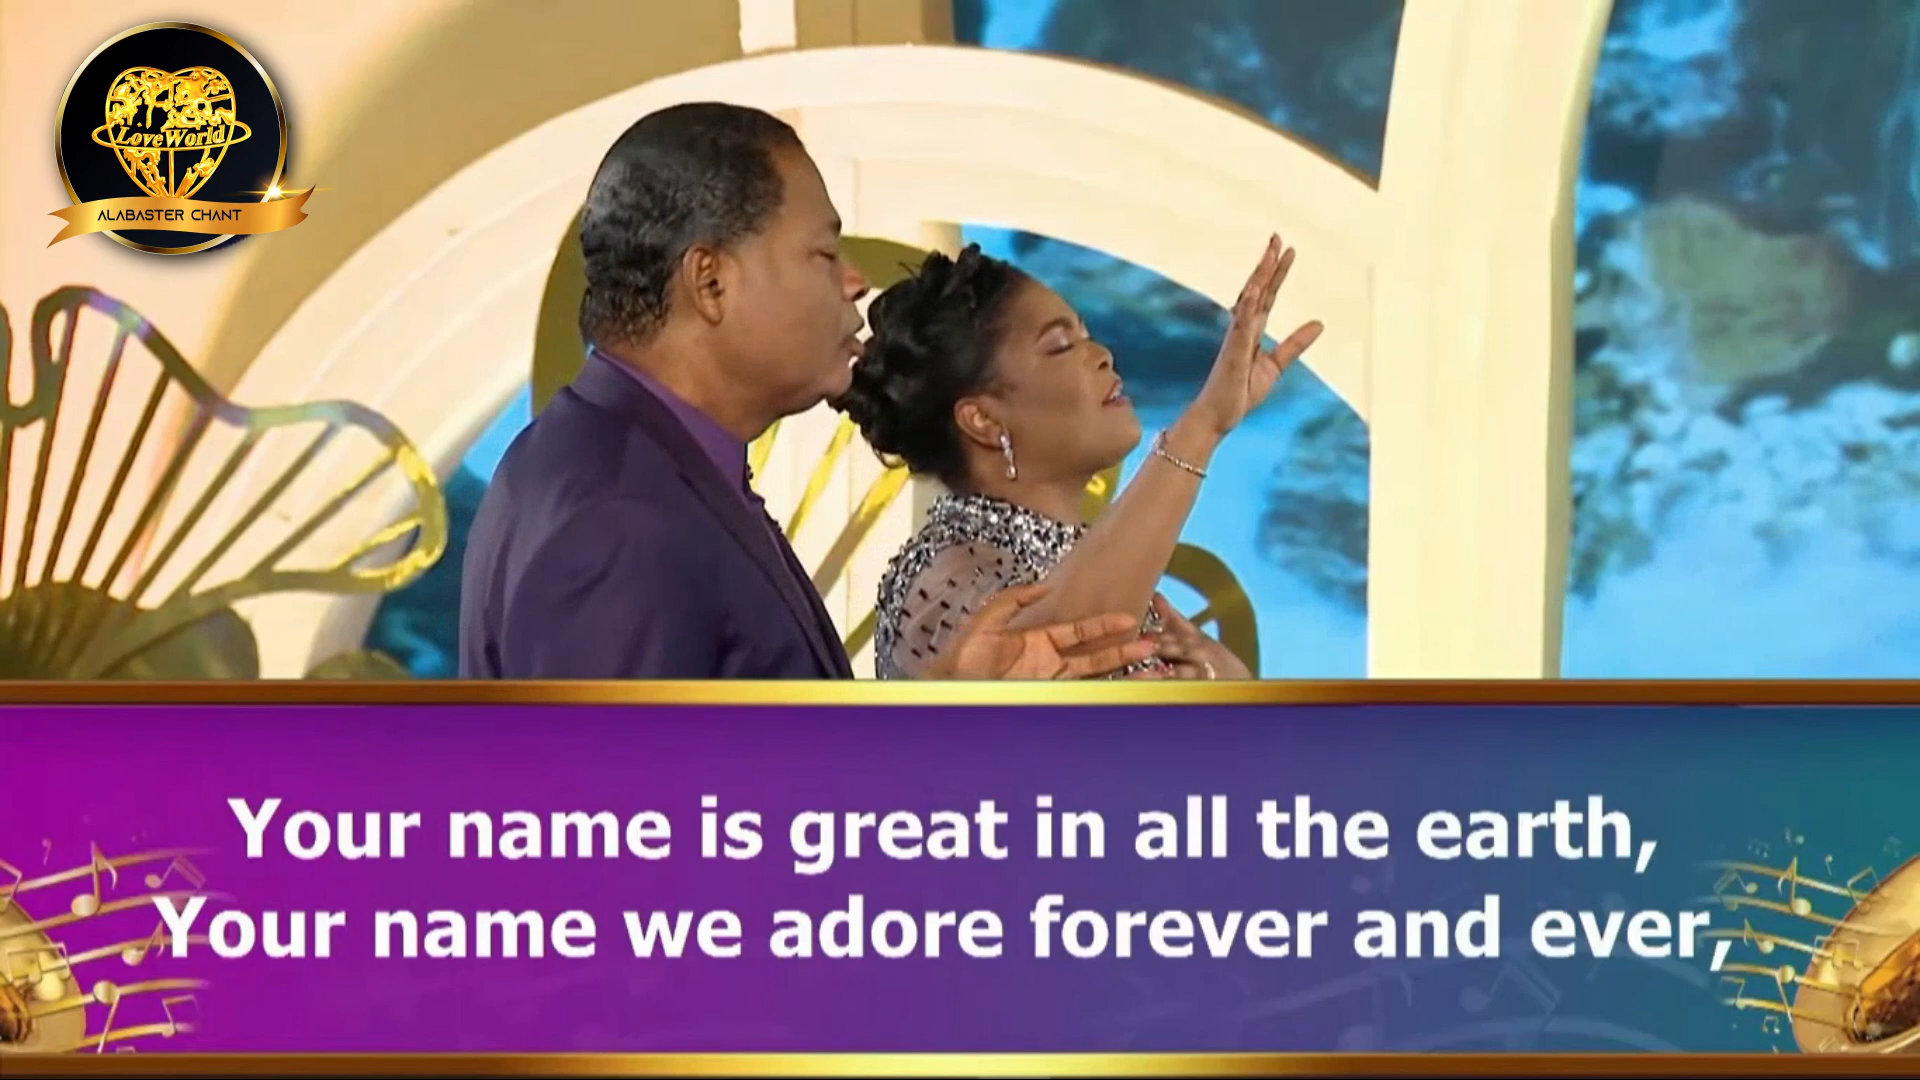 LoveWorld
ALABASTER CHANT
Your name is great in all the earth,
Your name we adore forever and ever,